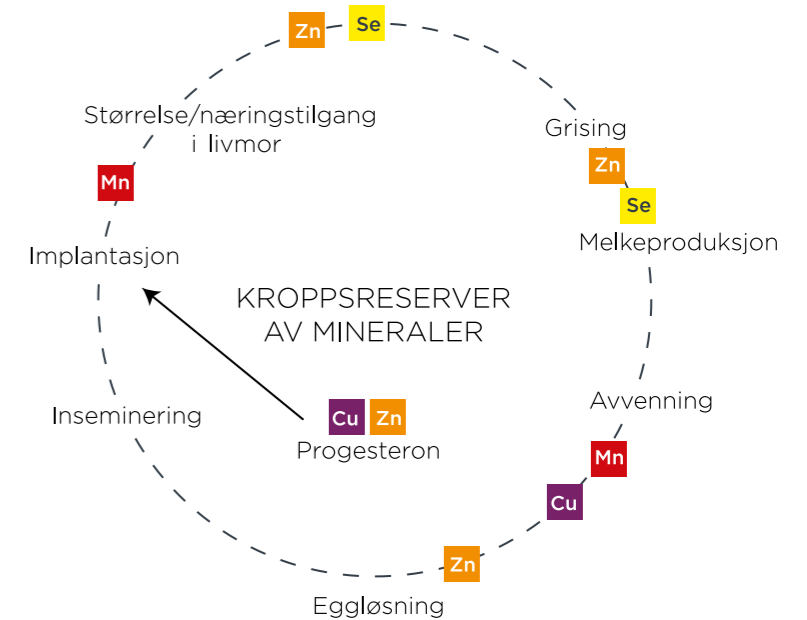 Zn
Se
Størrelse/næringstilgang
i livmor
Grising
Zn
Mn
Se
Melkeproduksjon
Implantasjon
KROPPSRESERVER
AV MINERALER
Avvenning
Inseminering
Cu Zn
Progesteron
Mn
Cu
Zn
Eggløsning